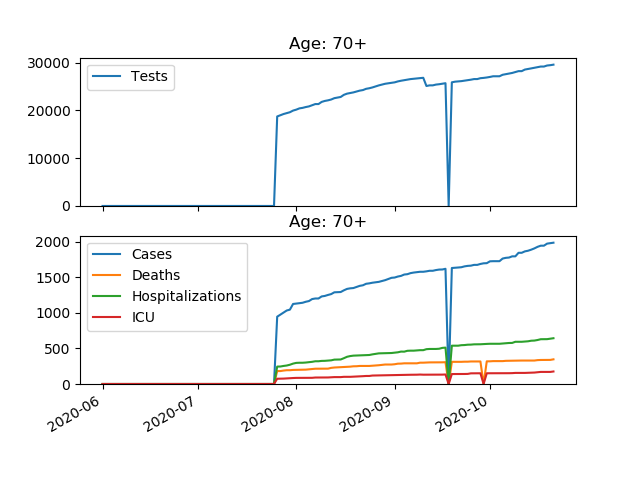 Age: 70+
30000
20000
10000
0
Tests
Age: 70+
2000
1500
1000
500
0
Cases
Deaths
Hospitalizations
ICU
2020-06
2020-07
2020-08
2020-09
2020-10